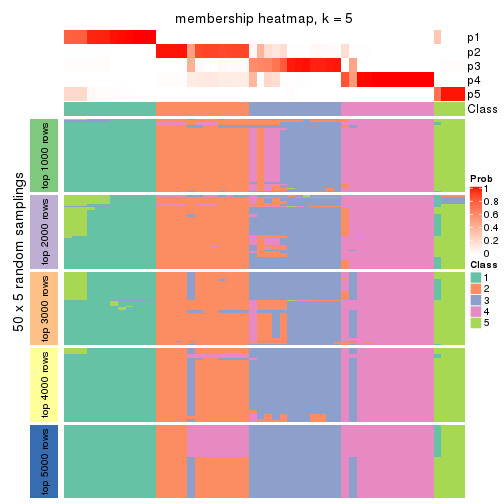 membership heatmap, k = 5
p1
p2
p3
p4
p5
Class
50 x 5 random samplings
top 1000 rows
top 2000 rows
top 3000 rows
top 4000 rows
top 5000 rows
Prob
1
0.8
0.6
0.4
0.2
0
Class
1
2
3
4
5